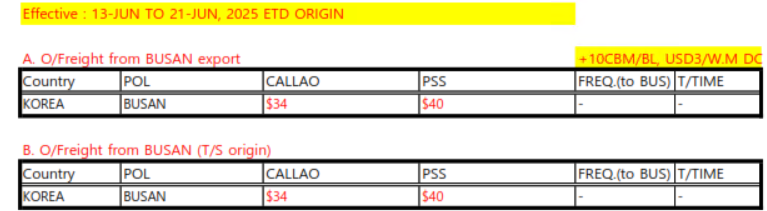 Effective : 13-JUN TO 21-JUN, 2025 ETD ORIGIN
A. O/Freight from BUSAN export +10CBM/BL, USD3/W.M DC
Country POL CALLAO PSS FREQ.(to BUS) T/TIME
KOREA BUSAN $34 $40 - -
B. O/Freight from BUSAN (T/S origin)
Country POL CALLAO PSS FREQ.(to BUS) T/TIME
KOREA BUSAN $34 $40 - -